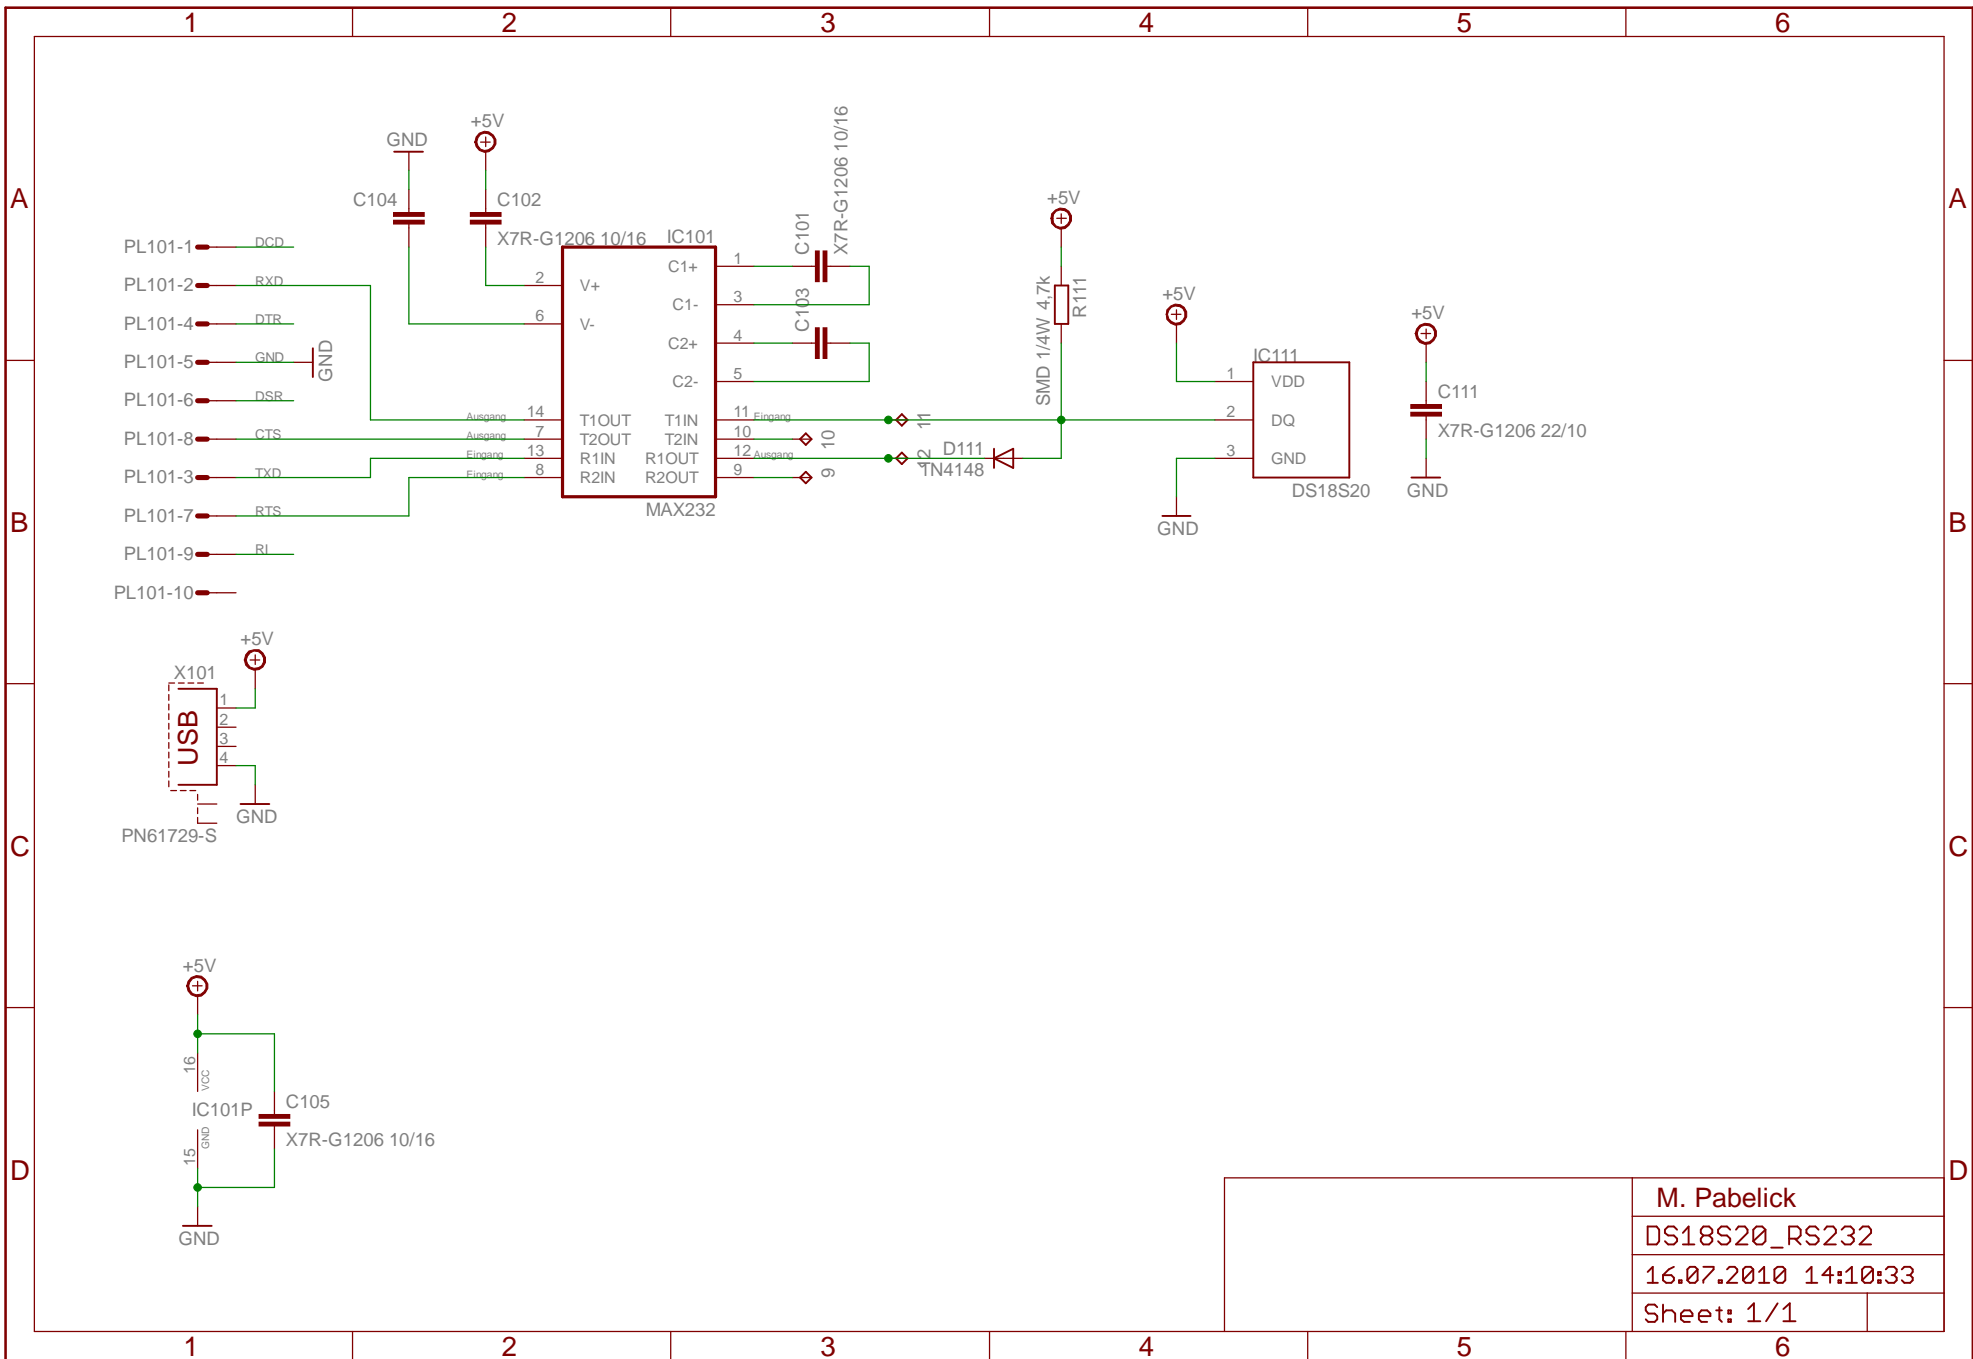 1 2 3 4 5 6
A A
B B
C C
D D
PL101-1 DCD
PL101-2 RXD
PL101-4 DTR
PL101-5 GND GND
PL101-6 DSR
PL101-8 CTS
PL101-3 TXD
PL101-7 RTS
PL101-9 RI
PL101-10
GND
C104
+5V
C102
X7R-G1206 10/16
IC101
2 V+
6 V-
Ausgang 14 T1OUT
Ausgang 7 T2OUT
Eingang 13 R1IN
Eingang 8 R2IN
C1+ 1
C1- 3
C2+ 4
C2- 5
T1IN 11 Eingang 11
T2IN 10 10
R1OUT 12 Ausgang 12
R2OUT 9 9
MAX232
C101
X7R-G1206 10/16
C103
+5V
SMD 1/4W 4,7k
R111
D111
1N4148
+5V
IC111
1 VDD
2 DQ
3 GND
DS18S20
GND
+5V
C111
X7R-G1206 22/10
GND
+5V
X101
USB
1
2
3
4
GND
PN61729-S
+5V
16 VCC
IC101P
15 GND
C105
X7R-G1206 10/16
GND
M. Pabelick
DS18S20_RS232
16.07.2010 14:10:33
Sheet: 1/1
1 2 3 4 5 6